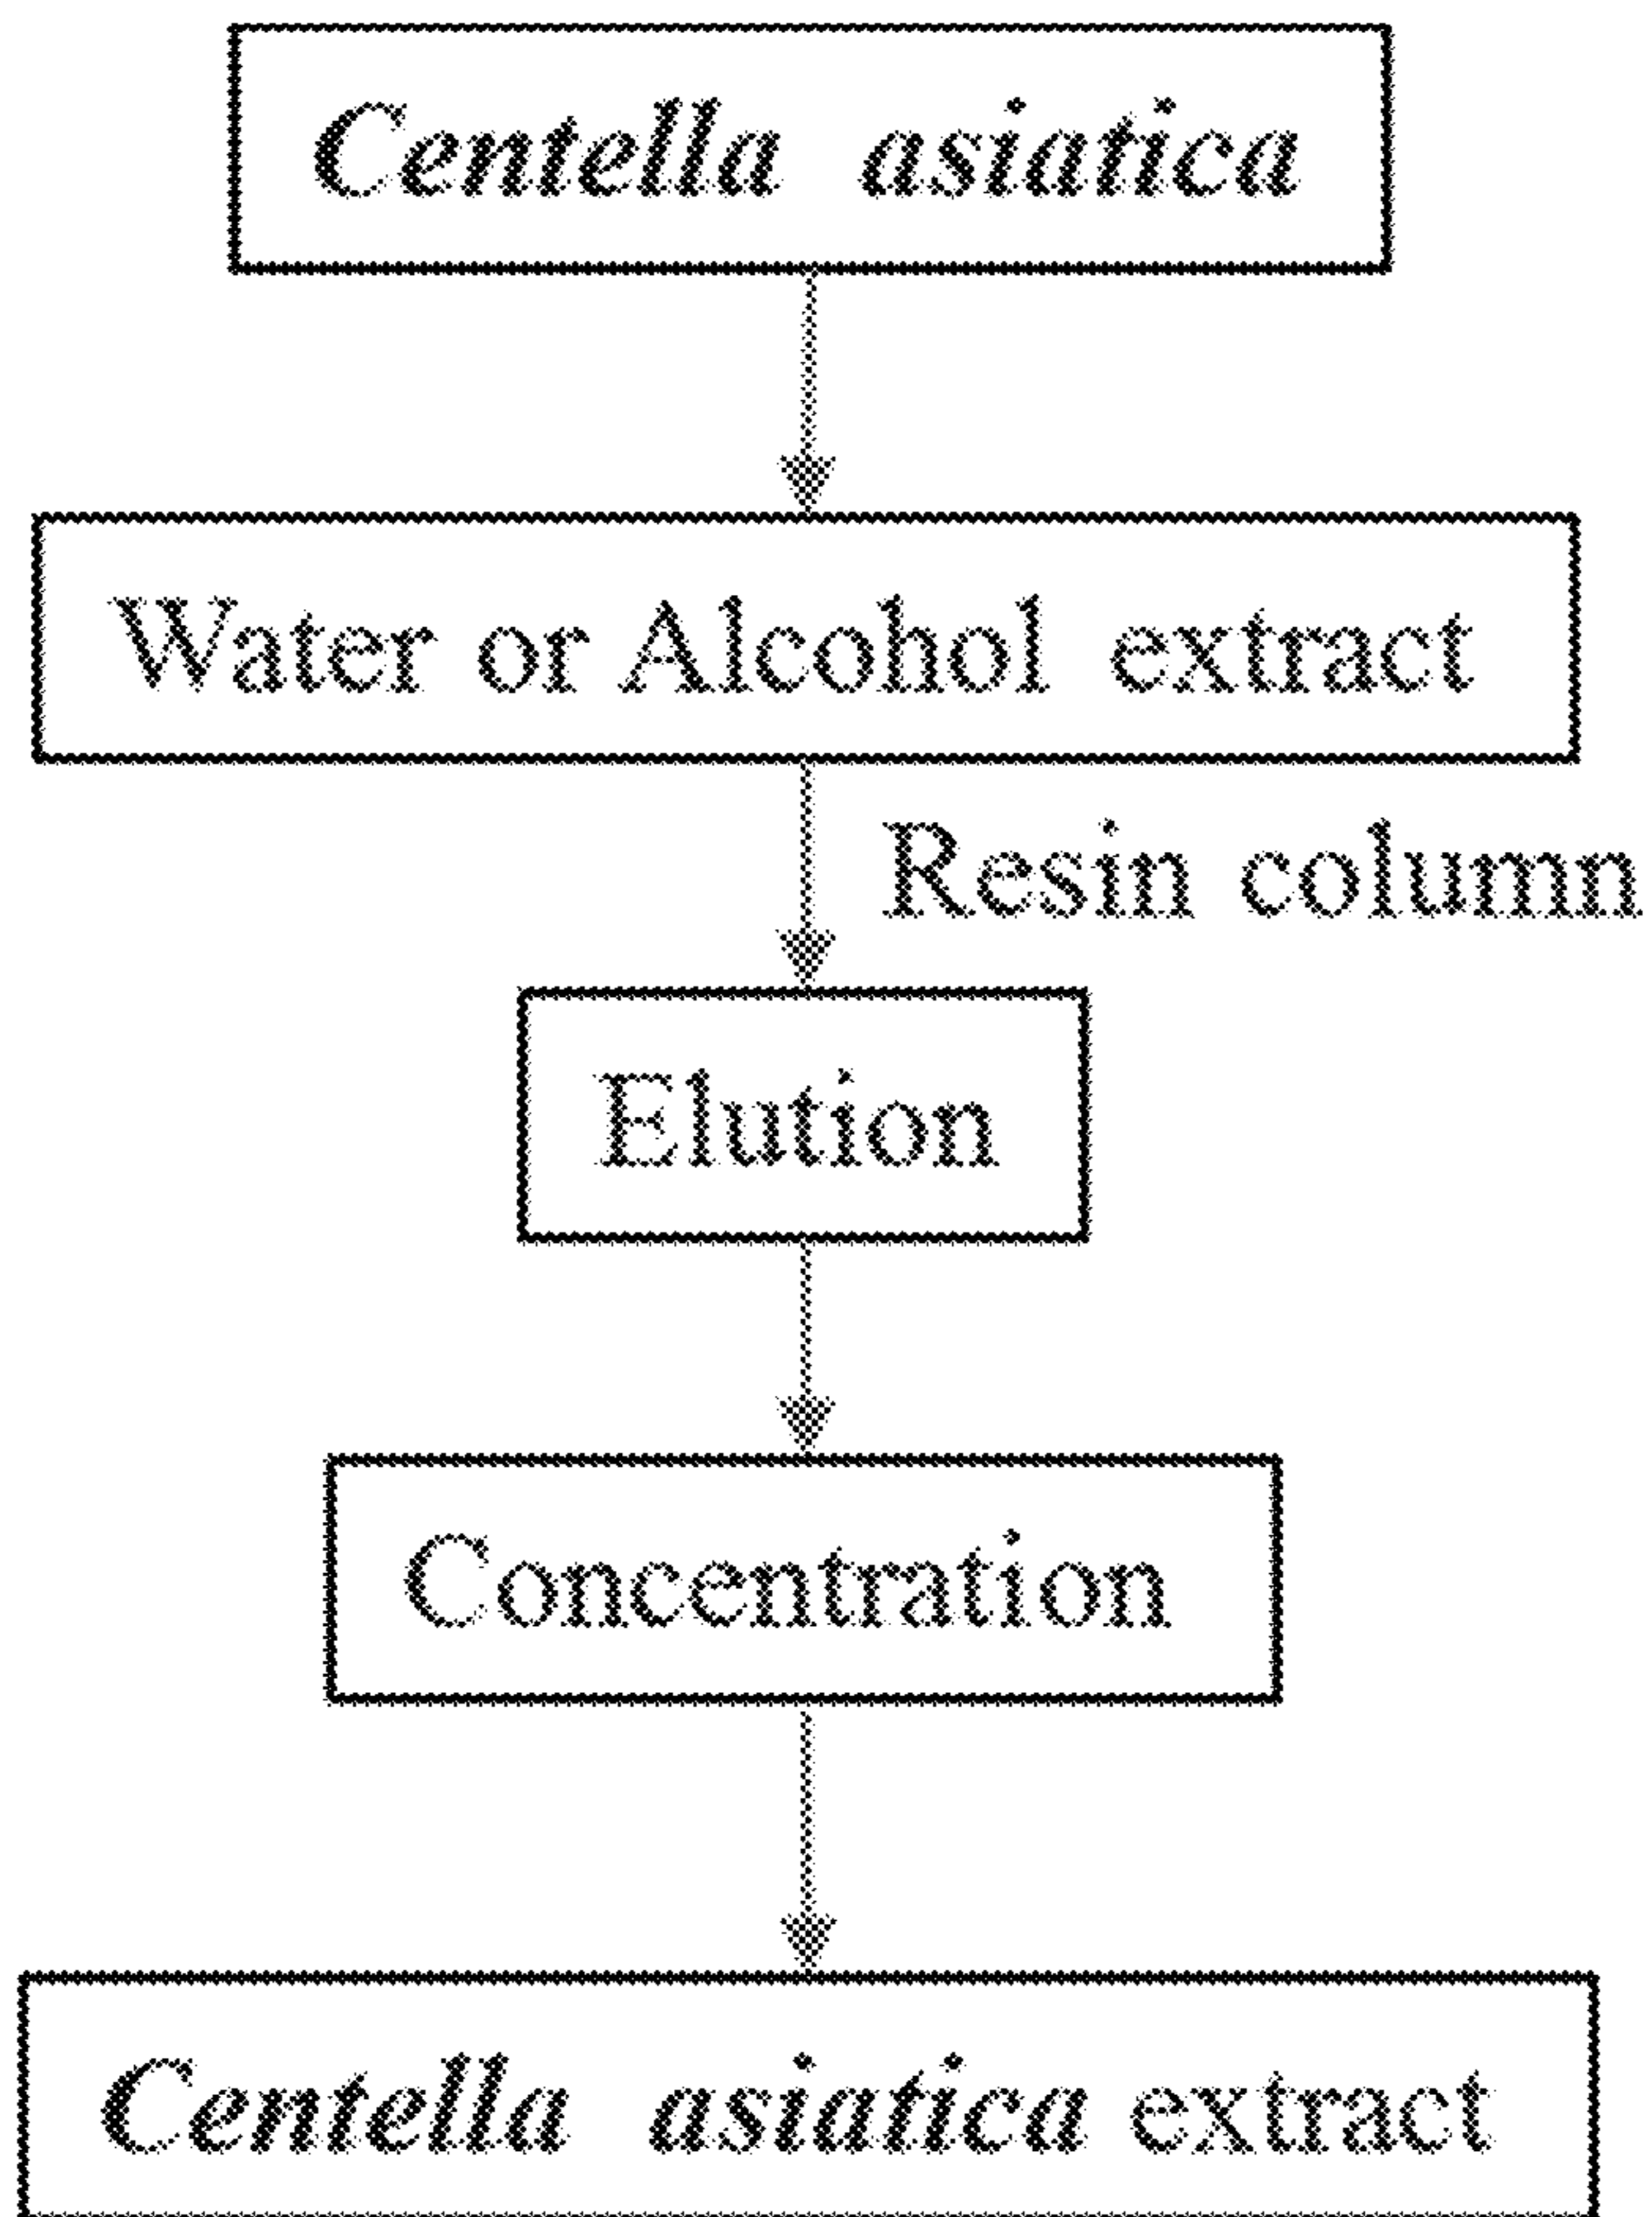 Centella asiatica
Water or Alcohol extract
Resin column
Elution
Concentration
Centella asiatica extract